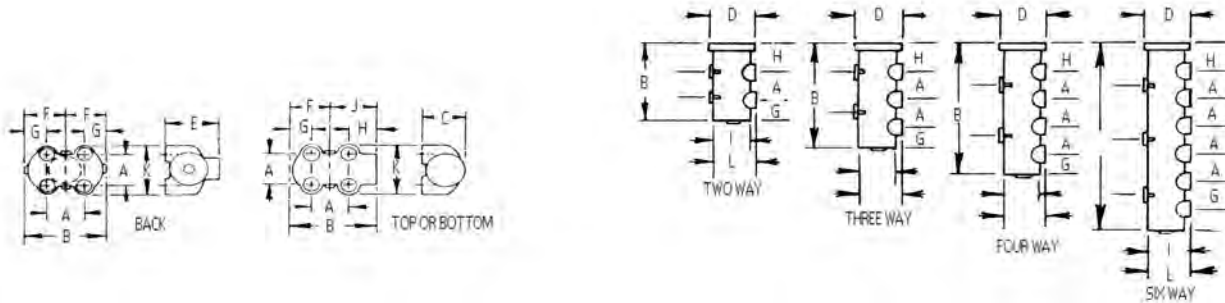 F F
G G
E
A K
A
B
BACK
F J
G H
C
A K
A
B
TOP OR BOTTOM
D
B
H
A
G
I
L
TWO WAY
D
B
H
A
A
G
THREE WAY
D
B
H
A
A
A
G
FOUR WAY
D
H
A
A
A
A
G
I
L
SIX WAY